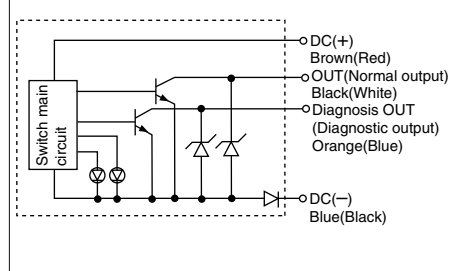 DC(+)
Brown(Red)
OUT(Normal output)
Black(White)
Diagnosis OUT
(Diagnostic output)
Orange(Blue)
Switch main
circuit
DC(—)
Blue(Black)